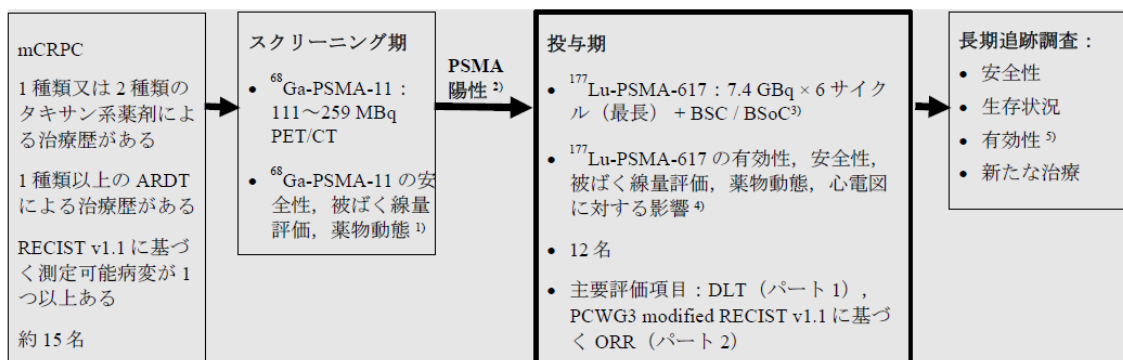 mCRPC
1 種類又は 2 種類の
タキサン系薬剤によ
る治療歴がある
1 種類以上の ARDT
による治療歴がある
RECIST v1.1 に基づ
く測定可能病変が 1
つ以上ある
約 15 名
スクリーニング期
• ⁶⁸Ga-PSMA-11：
111～259 MBq
PET/CT
• ⁶⁸Ga-PSMA-11 の安
全性，被ばく線量
評価，薬物動態 ¹⁾
PSMA
陽性 ²⁾
投与期
• ¹⁷⁷Lu-PSMA-617：7.4 GBq × 6 サイク
ル（最長）+ BSC / BSoC³⁾
• ¹⁷⁷Lu-PSMA-617 の有効性，安全性，
被ばく線量評価，薬物動態，心電図
に対する影響 ⁴⁾
• 12 名
• 主要評価項目：DLT（パート 1），
PCWG3 modified RECIST v1.1 に基づ
く ORR（パート 2）
長期追跡調査：
• 安全性
• 生存状況
• 有効性 ⁵⁾
• 新たな治療